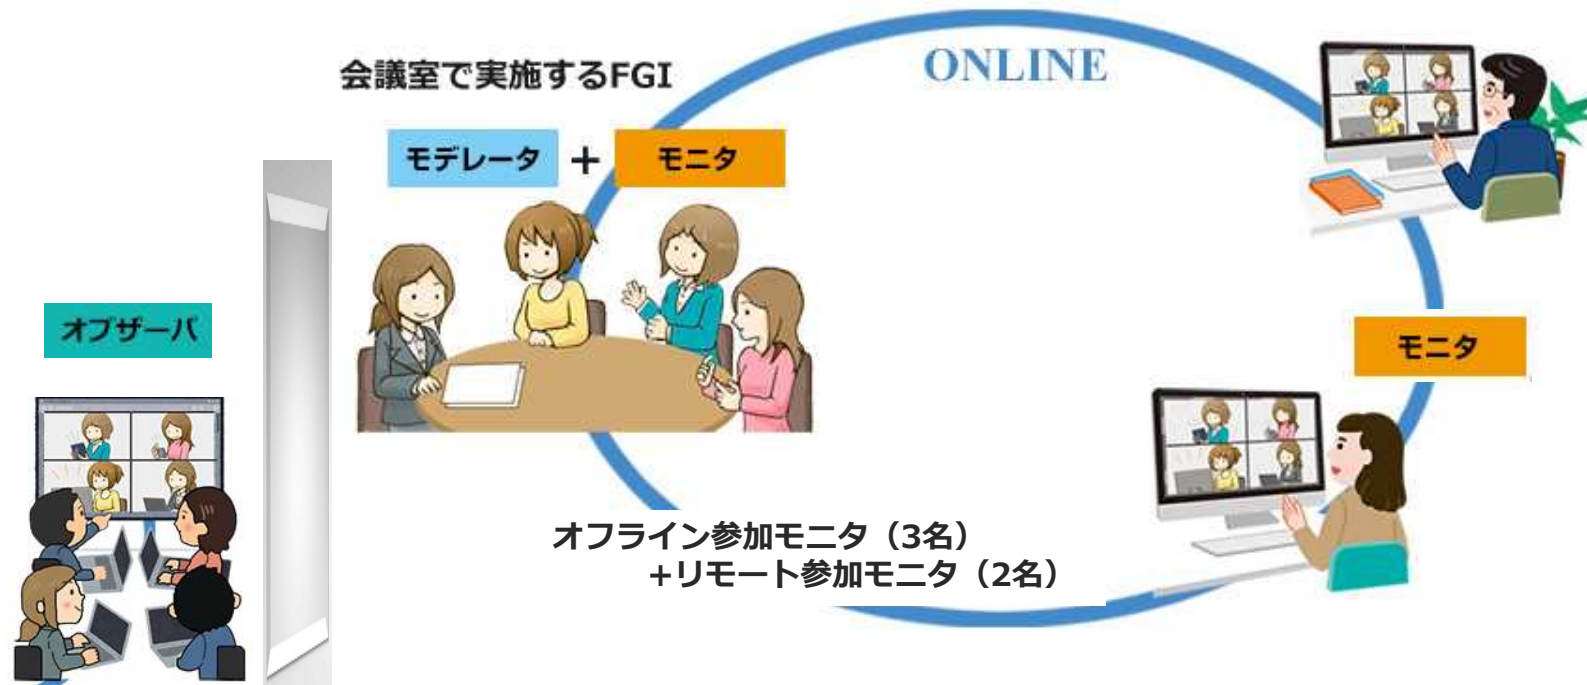 会議室で実施するFGI
ONLINE
モデレータ + モニタ
オブザーバ
モニタ
オフライン参加モニタ（3名）
+リモート参加モニタ（2名）